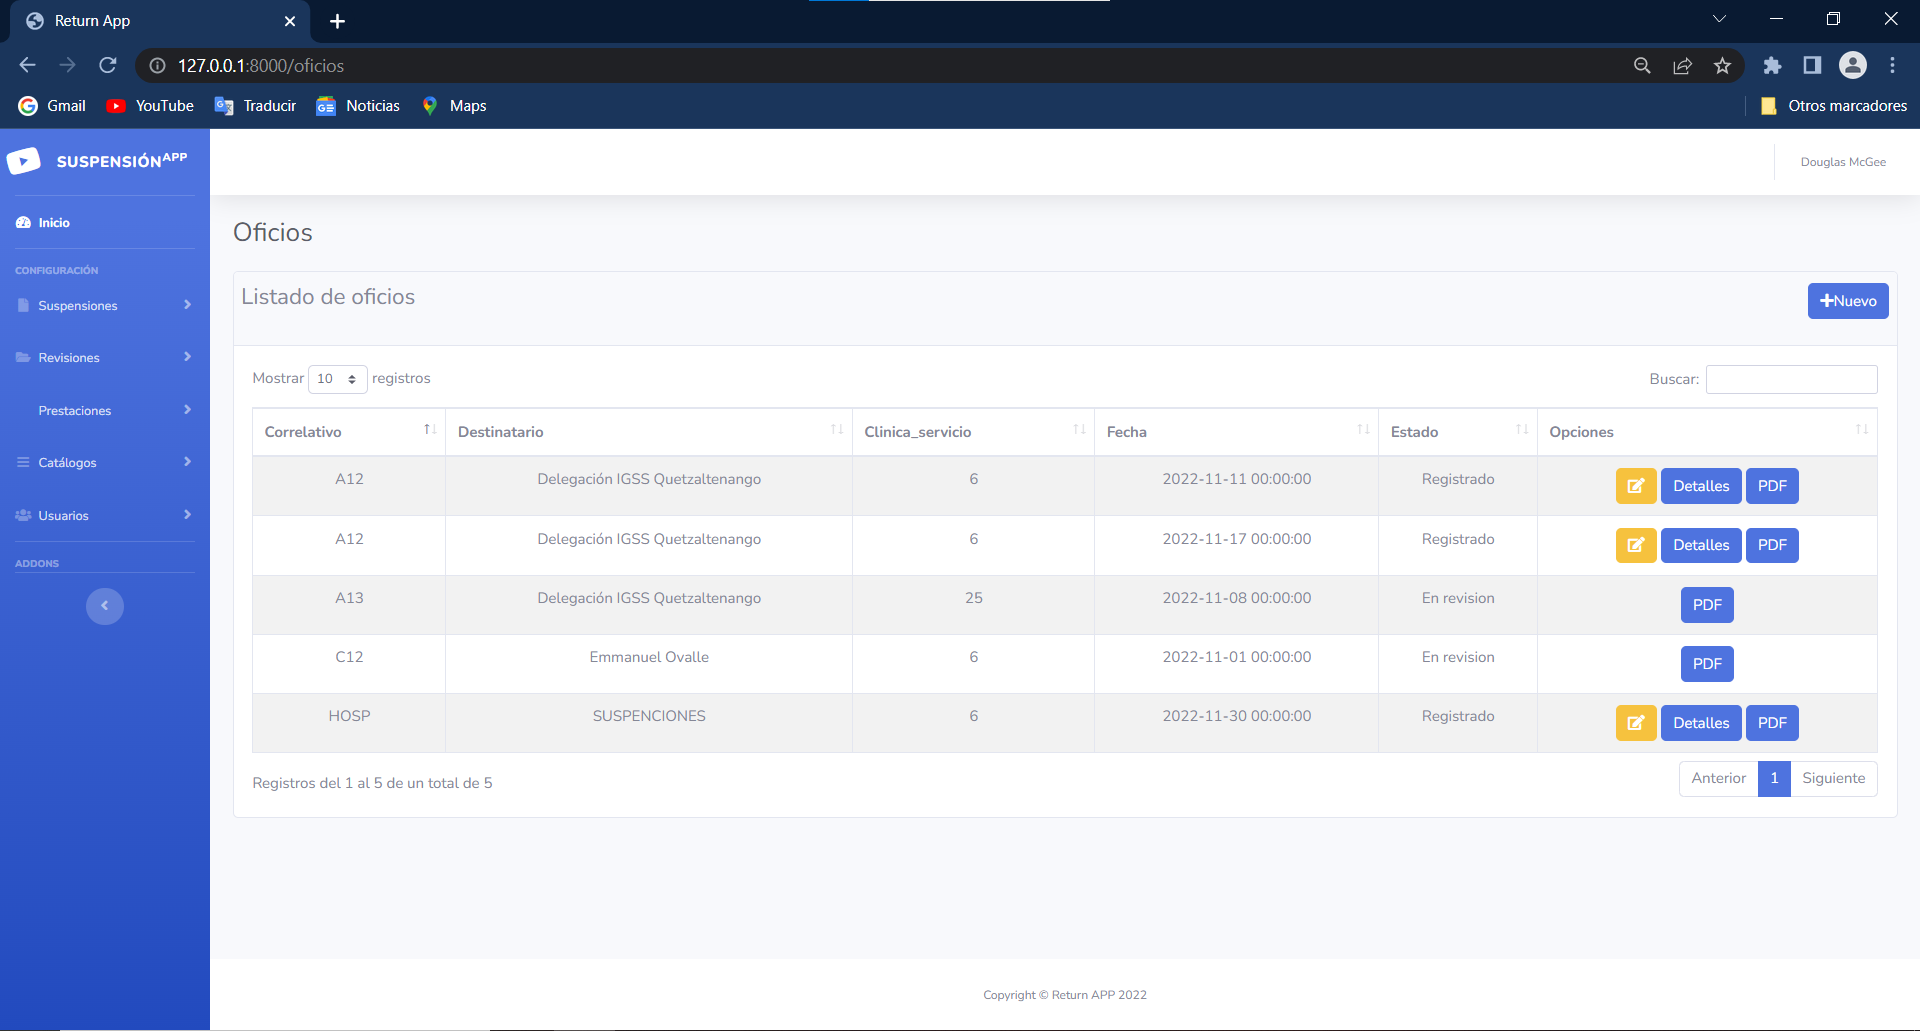 Return App
127.0.0.1:8000/oficios
Gmail YouTube Traducir Noticias Maps Otros marcadores
SUSPENSIÓN APP
Douglas McGee
Inicio
CONFIGURACIÓN
Suspensiones
Revisiones
Prestaciones
Catálogos
Usuarios
ADDONS
Oficios
Listado de oficios
Nuevo
Mostrar 10 registros
Buscar:
Correlativo Destinatario Clinica_servicio Fecha Estado Opciones
A12 Delegación IGSS Quetzaltenango 6 2022-11-11 00:00:00 Registrado Detalles PDF
A12 Delegación IGSS Quetzaltenango 6 2022-11-17 00:00:00 Registrado Detalles PDF
A13 Delegación IGSS Quetzaltenango 25 2022-11-08 00:00:00 En revision PDF
C12 Emmanuel Ovalle 6 2022-11-01 00:00:00 En revision PDF
HOSP SUSPENCIONES 6 2022-11-30 00:00:00 Registrado Detalles PDF
Registros del 1 al 5 de un total de 5
Anterior 1 Siguiente
Copyright © Return APP 2022